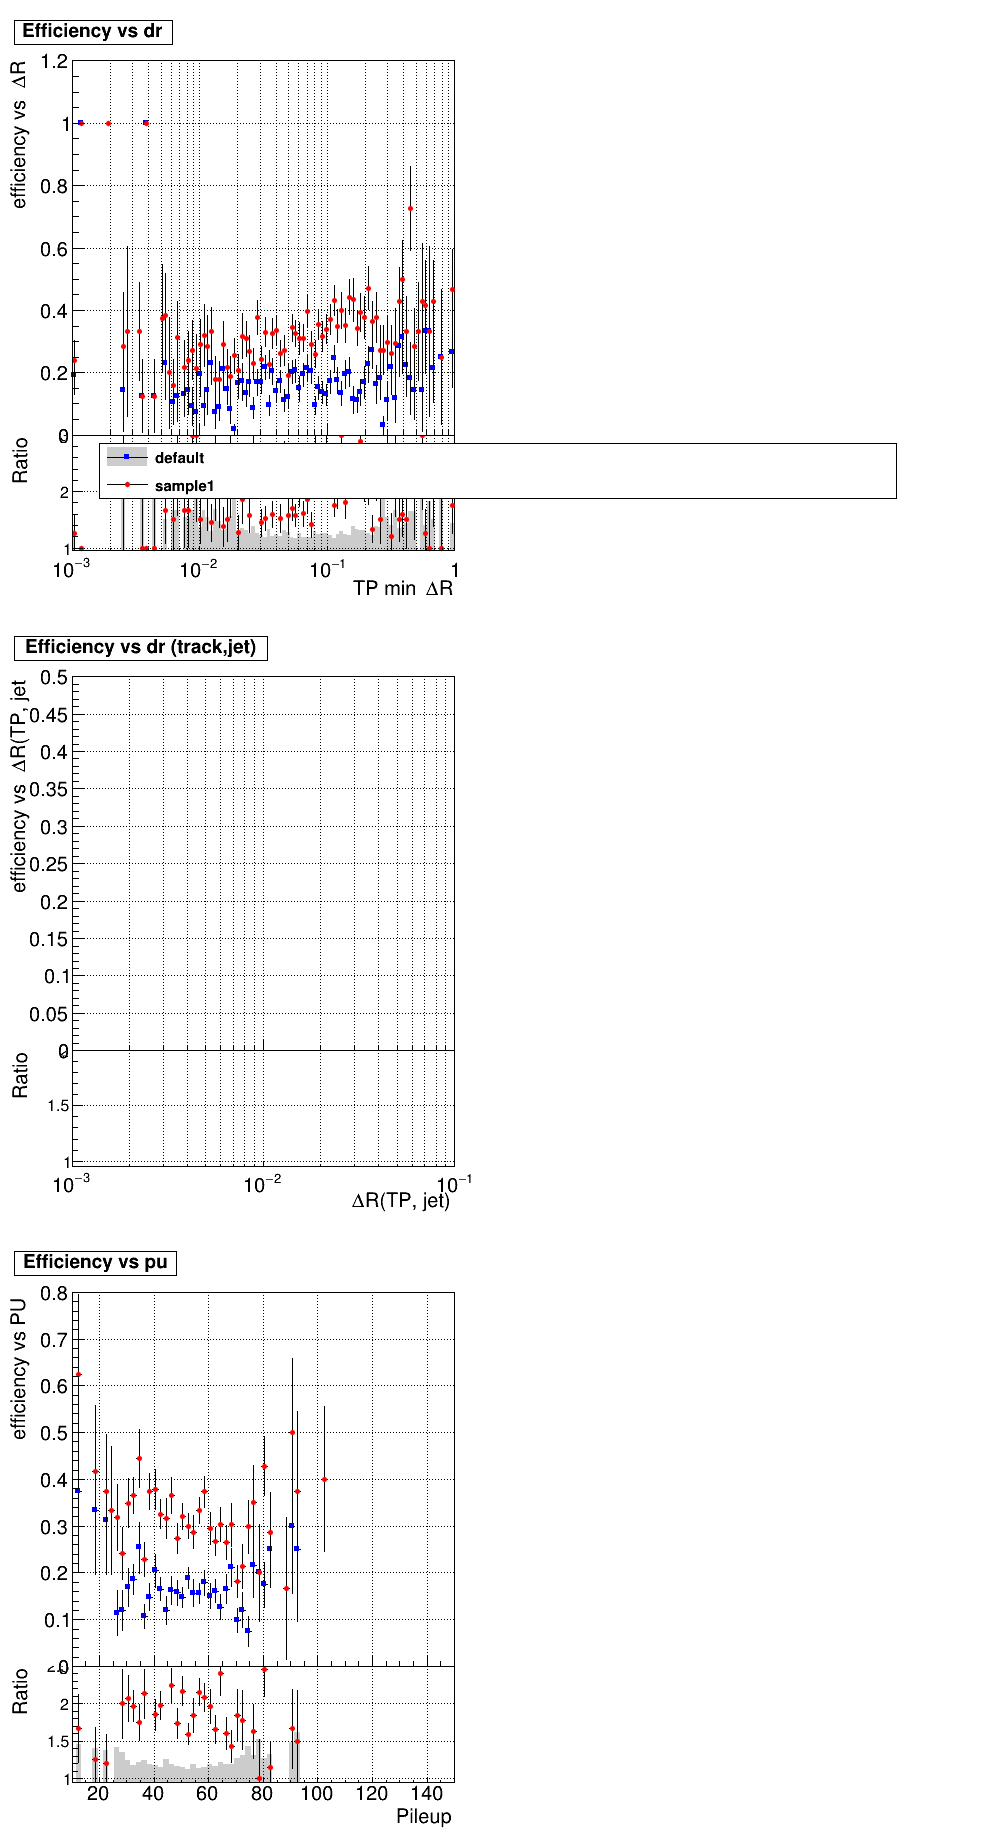 Efficiency vs dr
efficiency vs ΔR
1.2
1
0.8
0.6
0.4
0.2
0
Ratio
default
sample1
2
1
10⁻³ 10⁻² 10⁻¹ 1
TP min ΔR
Efficiency vs dr (track,jet)
efficiency vs ΔR(TP, jet
0.5
0.45
0.4
0.35
0.3
0.25
0.2
0.15
0.1
0.05
0
Ratio
1.5
1
10⁻³ 10⁻² 10⁻¹
ΔR(TP, jet)
Efficiency vs pu
efficiency vs PU
0.8
0.7
0.6
0.5
0.4
0.3
0.2
0.1
0
Ratio
2
1.5
1
20 40 60 80 100 120 140
Pileup